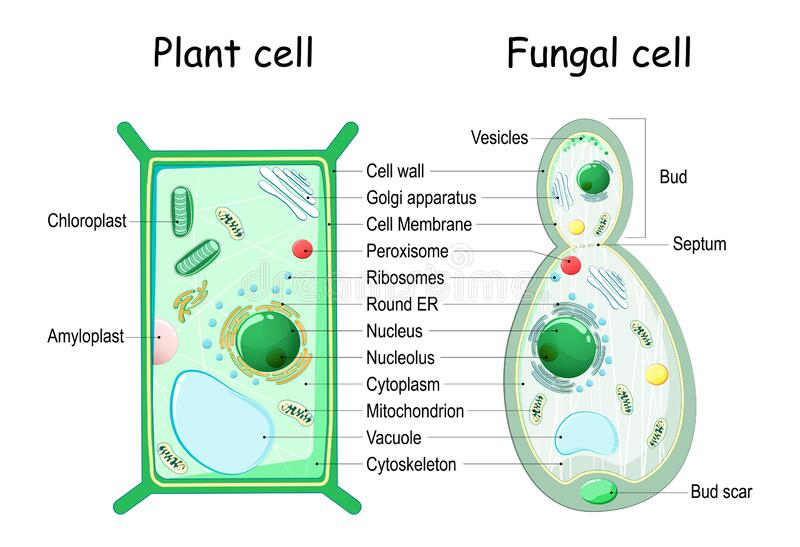 Plant cell
Fungal cell
Vesicles
Cell wall
Bud
Golgi apparatus
Chloroplast
Cell Membrane
Septum
Peroxisome
Ribosomes
Round ER
Nucleus
Amyloplast
Nucleolus
Cytoplasm
Mitochondrion
Vacuole
Cytoskeleton
Bud scar